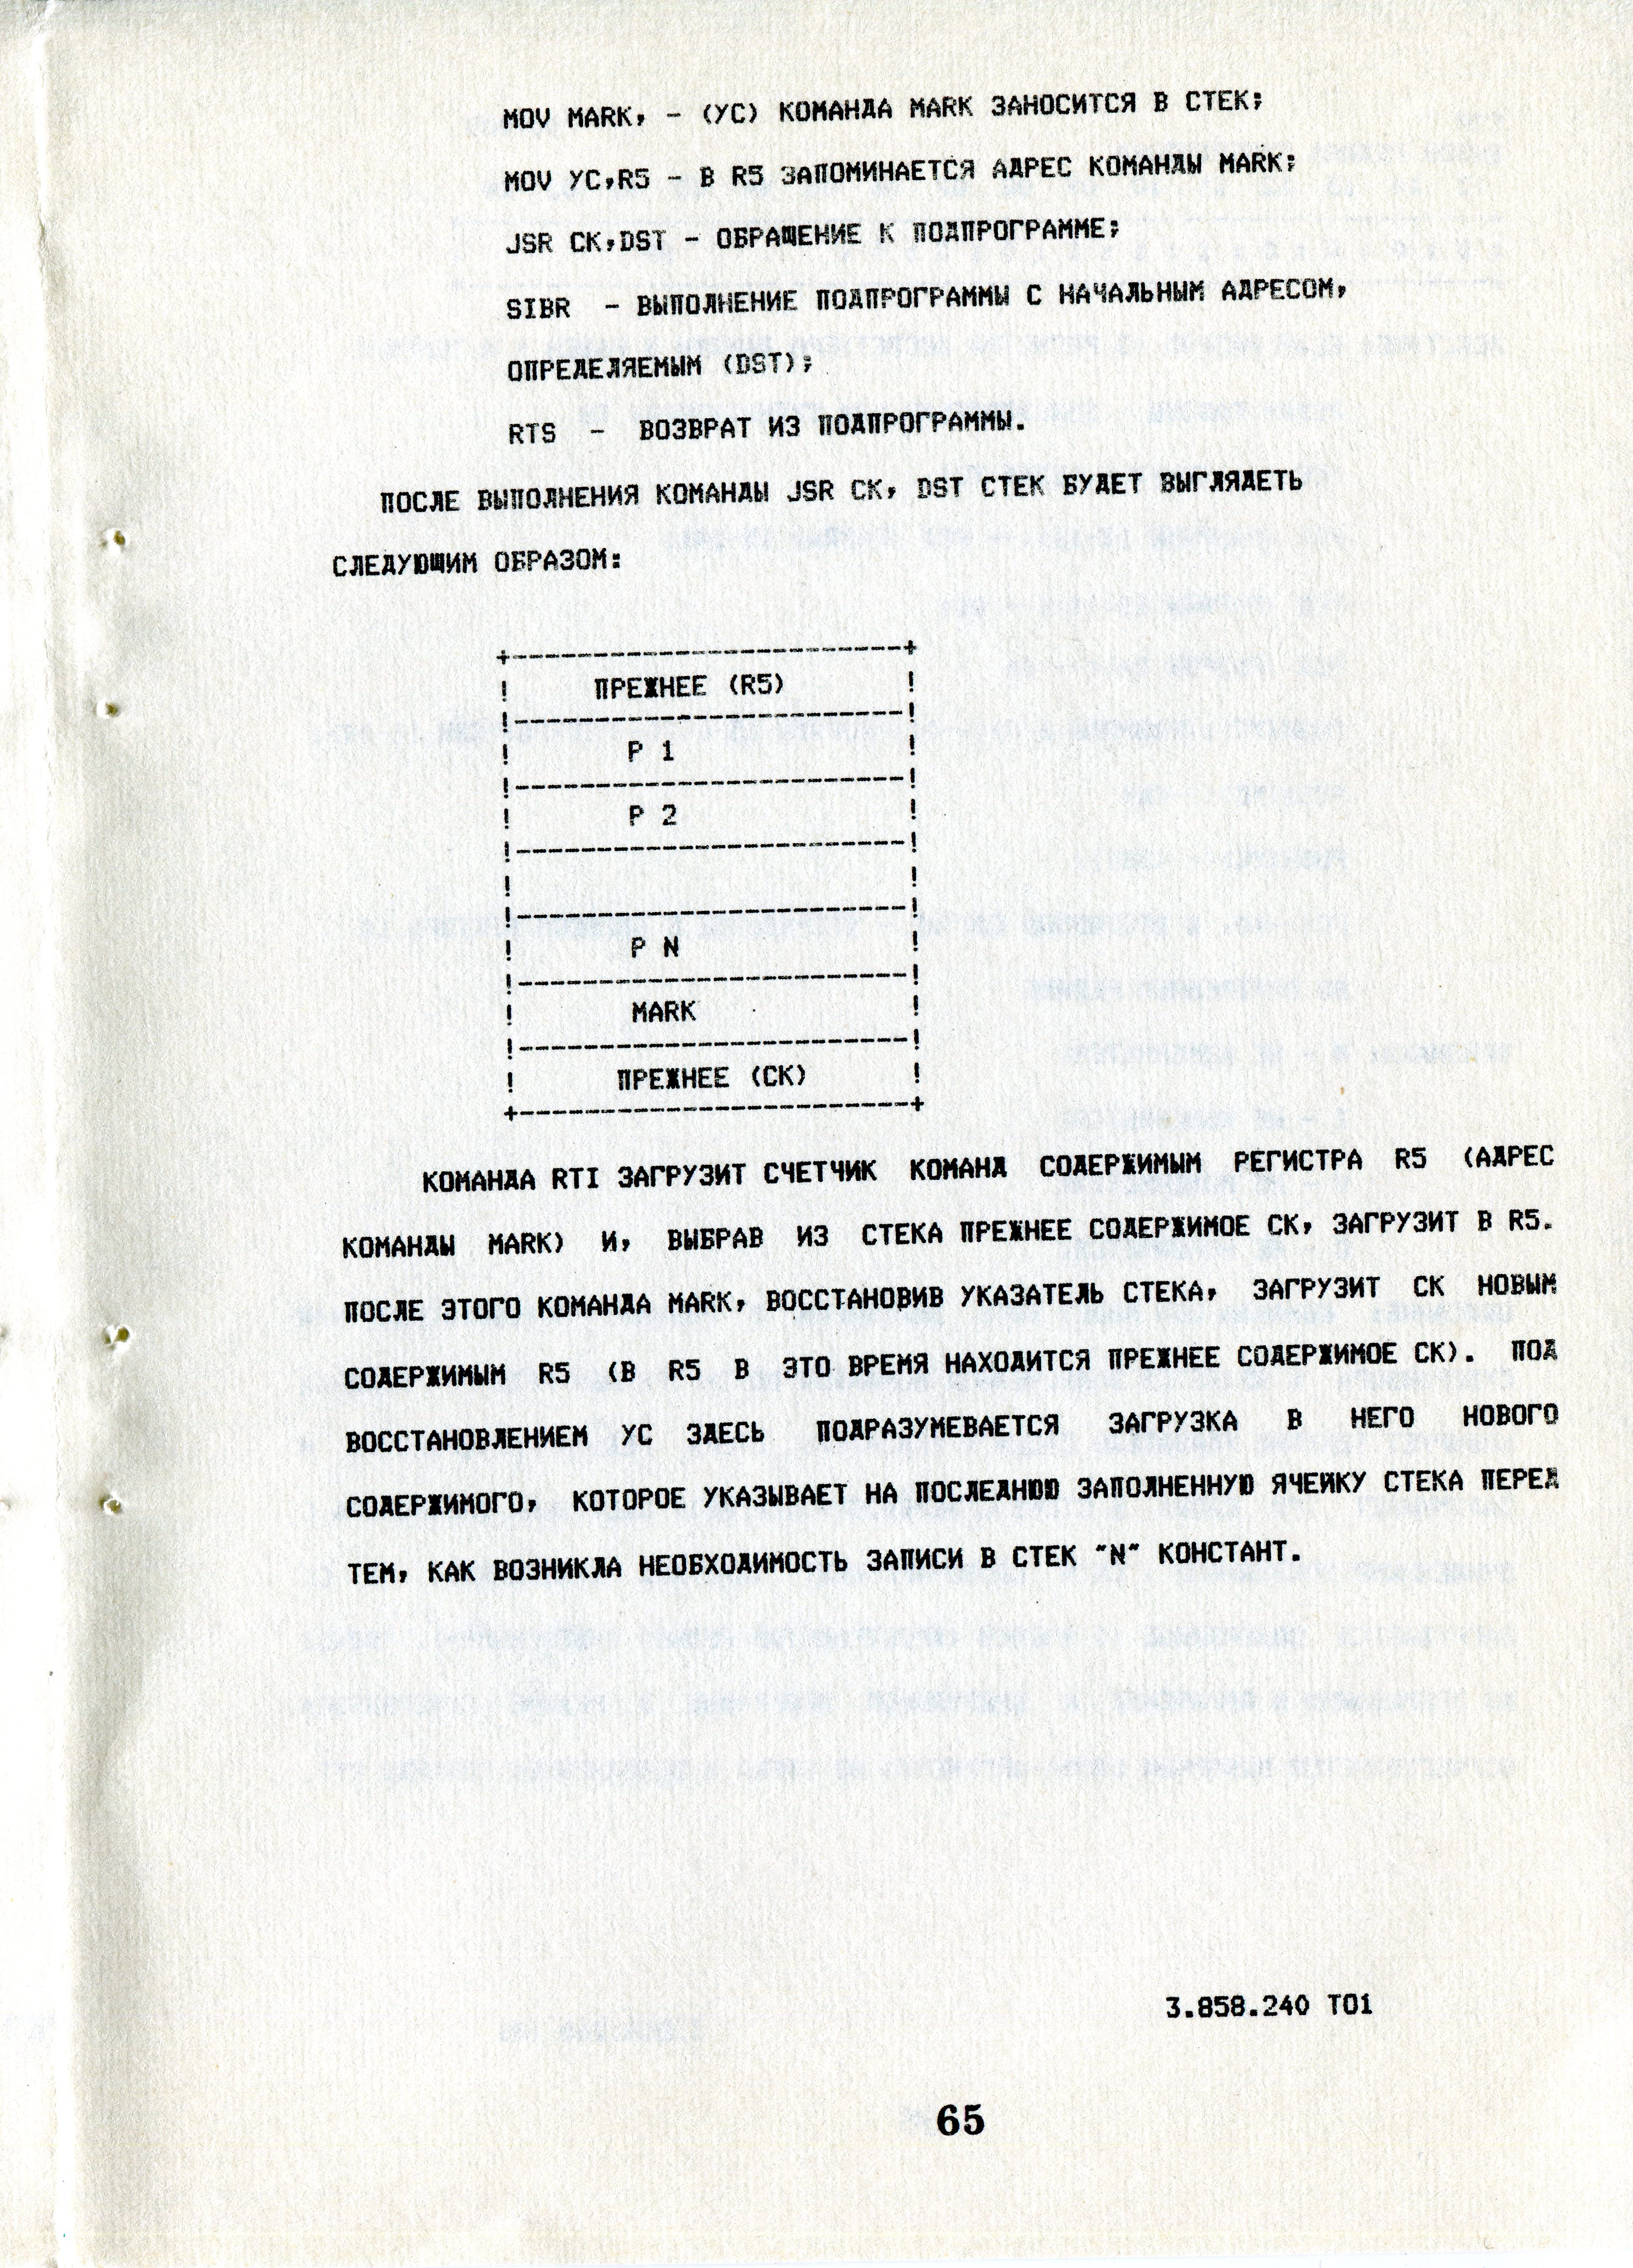 MOV MARK, - (УС) КОМАНДА MARK ЗАНОСИТСЯ В СТЕК;
MOV УС,R5 - В R5 ЗАПОМИНАЕТСЯ АДРЕС КОМАНДЫ MARK;
JSR СК,DST - ОБРАЩЕНИЕ К ПОДПРОГРАММЕ;
SIBR - ВЫПОЛНЕНИЕ ПОДПРОГРАММЫ С НАЧАЛЬНЫМ АДРЕСОМ,
ОПРЕДЕЛЯЕМЫМ (DST);
RTS - ВОЗВРАТ ИЗ ПОДПРОГРАММЫ.
ПОСЛЕ ВЫПОЛНЕНИЯ КОМАНДЫ JSR СК, DST СТЕК БУДЕТ ВЫГЛЯДЕТЬ
СЛЕДУЮЩИМ ОБРАЗОМ:
+------------------------+
! ПРЕЖНЕЕ (R5) !
!------------------------!
! P 1 !
!------------------------!
! P 2 !
!------------------------!
! !
!------------------------!
! P N !
!------------------------!
! MARK !
!------------------------!
! ПРЕЖНЕЕ (СК) !
+------------------------+
КОМАНДА RTI ЗАГРУЗИТ СЧЕТЧИК КОМАНД СОДЕРЖИМЫМ РЕГИСТРА R5 (АДРЕС
КОМАНДЫ MARK) И, ВЫБРАВ ИЗ СТЕКА ПРЕЖНЕЕ СОДЕРЖИМОЕ СК, ЗАГРУЗИТ В R5.
ПОСЛЕ ЭТОГО КОМАНДА MARK, ВОССТАНОВИВ УКАЗАТЕЛЬ СТЕКА, ЗАГРУЗИТ СК НОВЫМ
СОДЕРЖИМЫМ R5 (В R5 В ЭТО ВРЕМЯ НАХОДИТСЯ ПРЕЖНЕЕ СОДЕРЖИМОЕ СК). ПОД
ВОССТАНОВЛЕНИЕМ УС ЗДЕСЬ ПОДРАЗУМЕВАЕТСЯ ЗАГРУЗКА В НЕГО НОВОГО
СОДЕРЖИМОГО, КОТОРОЕ УКАЗЫВАЕТ НА ПОСЛЕДНЮЮ ЗАПОЛНЕННУЮ ЯЧЕЙКУ СТЕКА ПЕРЕД
ТЕМ, КАК ВОЗНИКЛА НЕОБХОДИМОСТЬ ЗАПИСИ В СТЕК "N" КОНСТАНТ.
3.858.240 ТО1
65